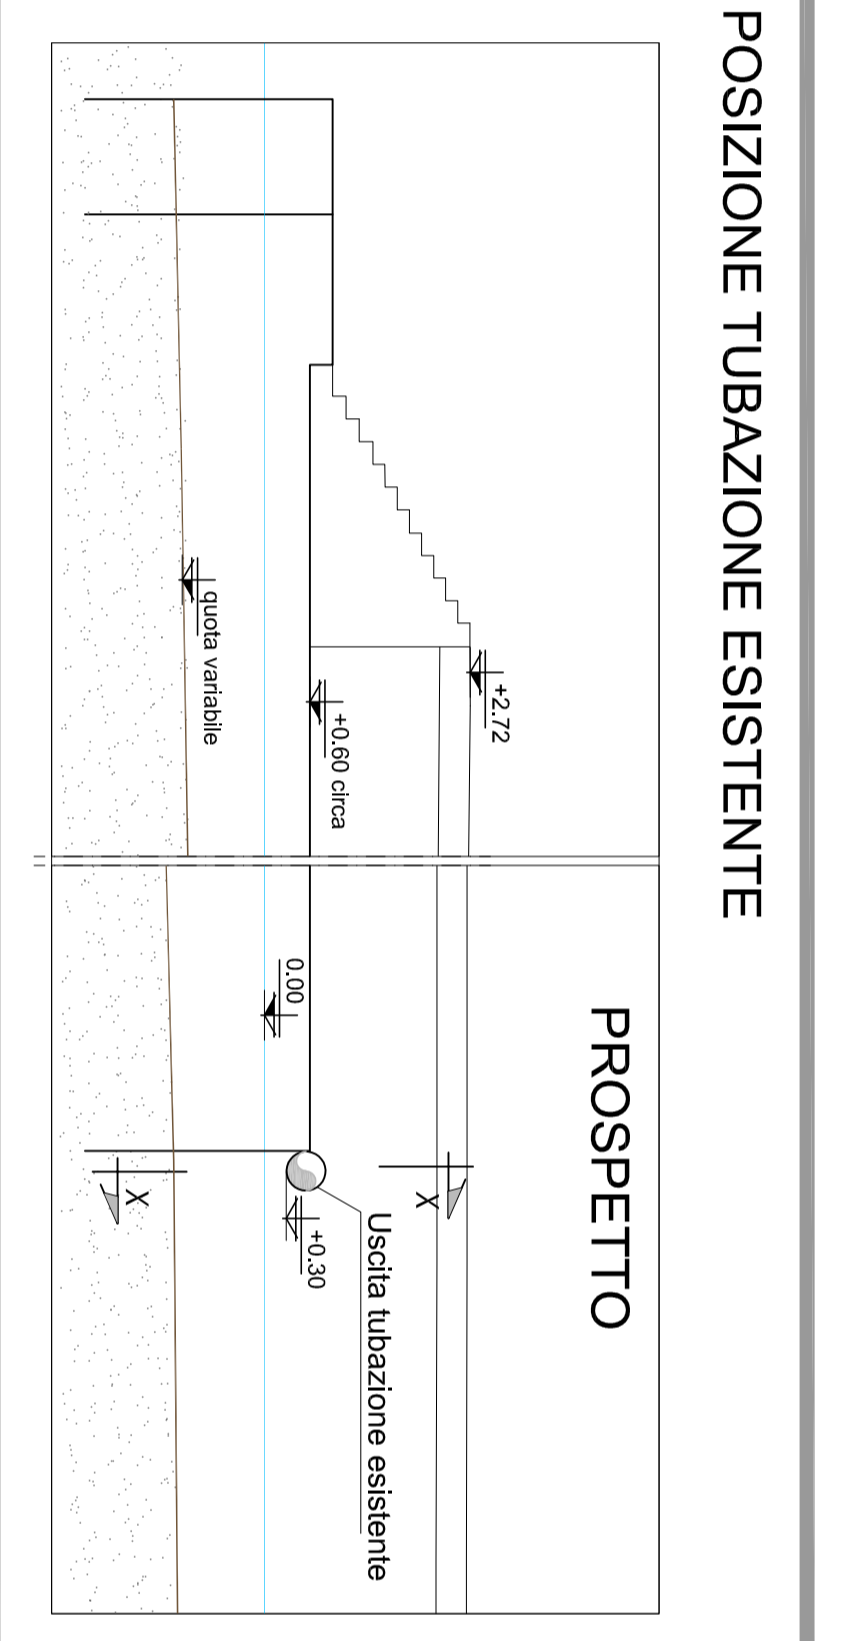 POSIZIONE TUBAZIONE ESISTENTE
PROSPETTO
+2.72
+0.60 circa
quota variabile
0.00
X
X
+0.30
Uscita tubazione esistente